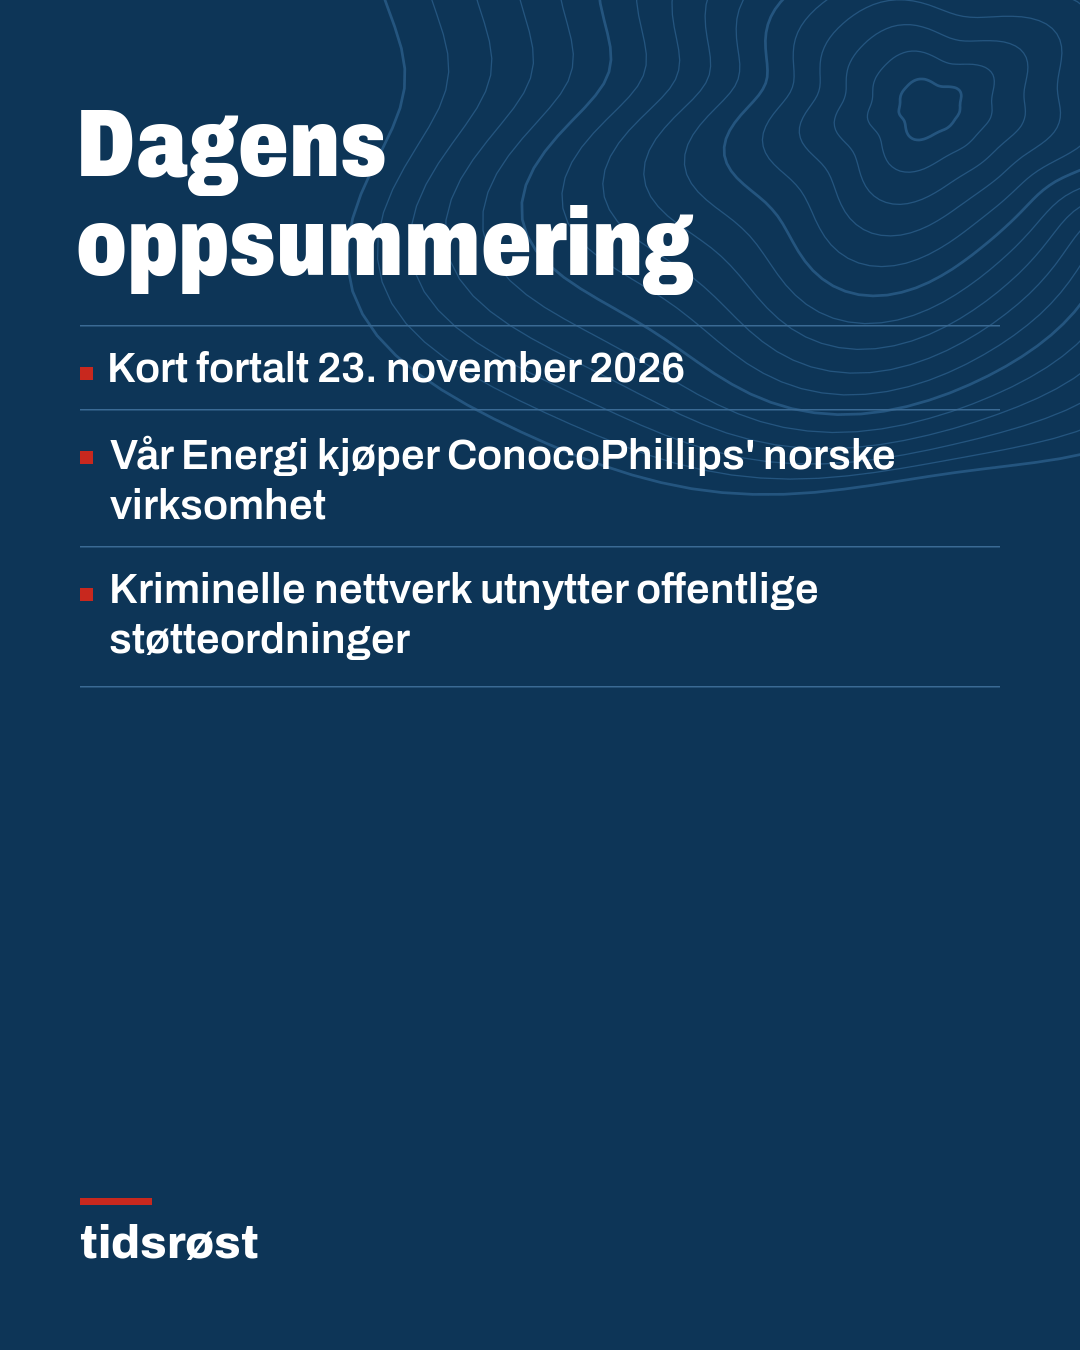 Dagens
oppsummering
Kort fortalt 23. november 2026
Vår Energi kjøper ConocoPhillips' norske
virksomhet
Kriminelle nettverk utnytter offentlige
støtteordninger
tidsrøst